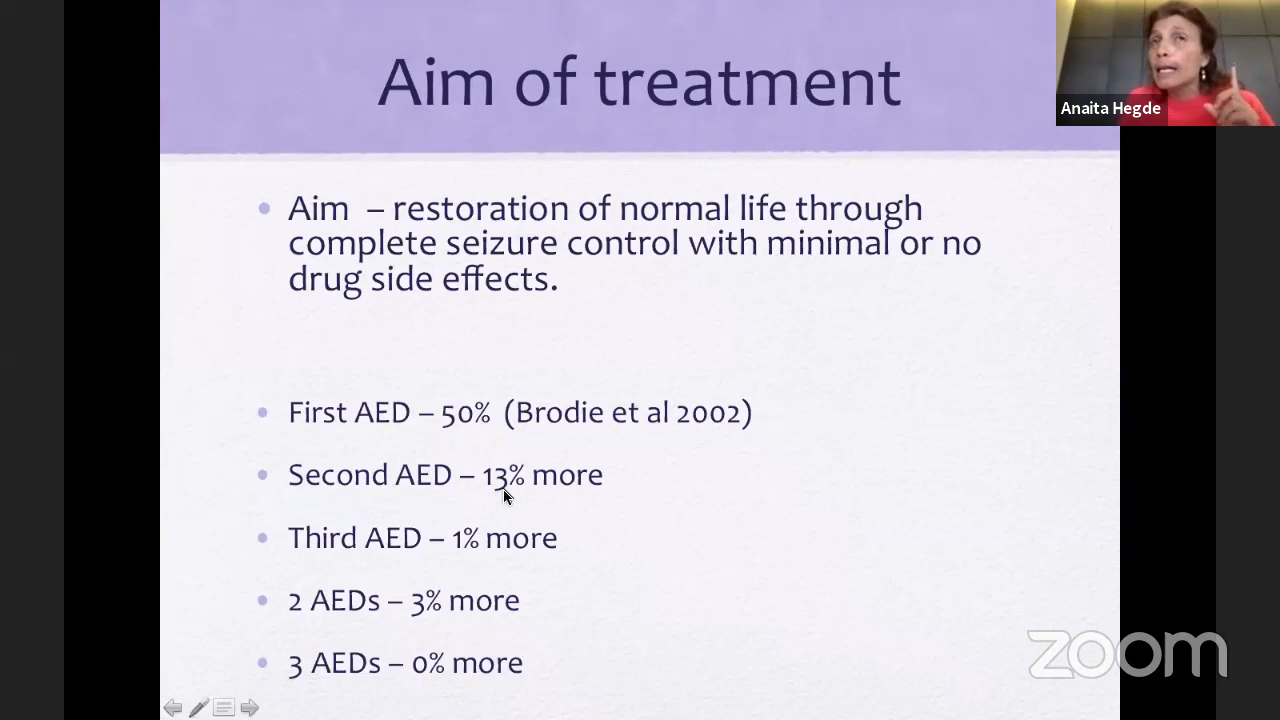 Aim of treatment
Anaita Hegde
• Aim – restoration of normal life through
complete seizure control with minimal or no
drug side effects.
• First AED – 50% (Brodie et al 2002)
• Second AED – 13% more
• Third AED – 1% more
• 2 AEDs – 3% more
• 3 AEDs – 0% more
zoom